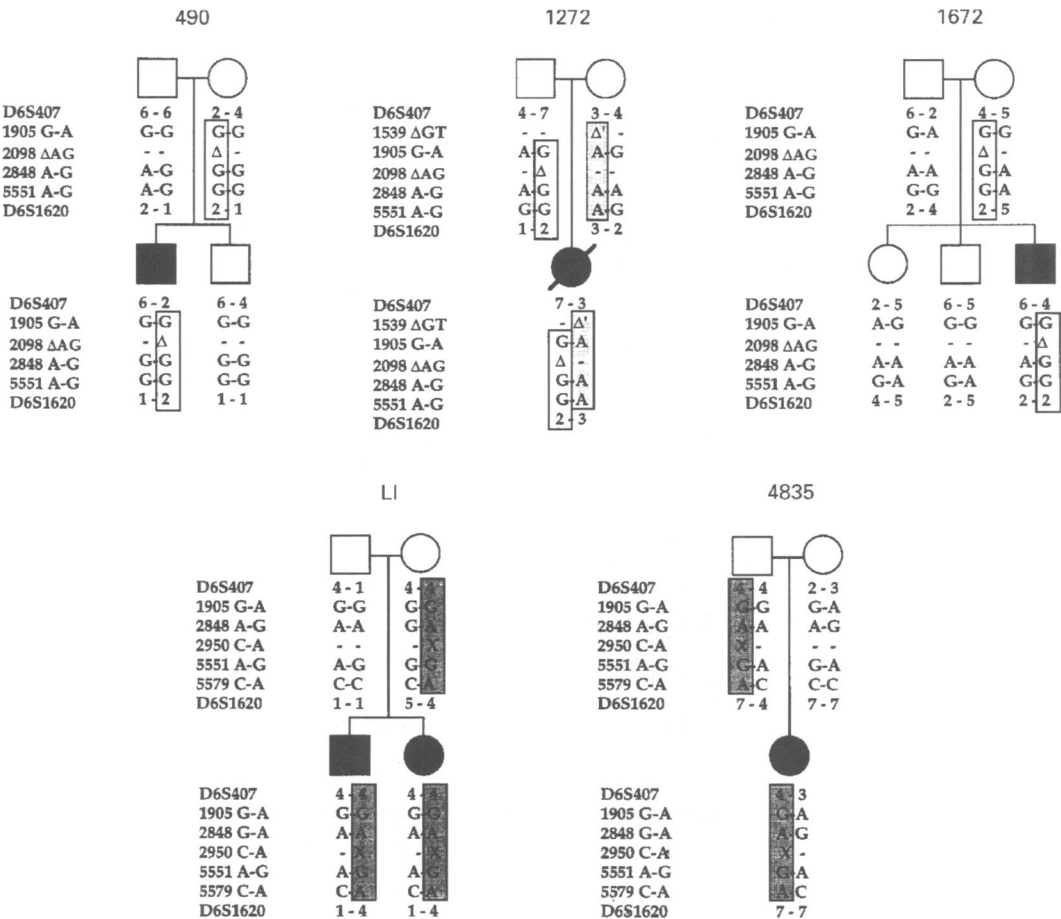 490
D6S407 6 - 6 2 - 4
1905 G-A G-G G-G
2098 ΔAG - - Δ -
2848 A-G A-G G-G
5551 A-G A-G G-G
D6S1620 2 - 1 2 - 1
D6S407 6 - 2 6 - 4
1905 G-A G-G G-G
2098 ΔAG - Δ - -
2848 A-G G-G G-G
5551 A-G G-G G-G
D6S1620 1 - 2 1 - 1
1272
D6S407 4 - 7 3 - 4
1539 ΔGT - - Δ' -
1905 G-A A-G A-G
2098 ΔAG - Δ - -
2848 A-G A-G A-A
5551 A-G G-G A-G
D6S1620 1 - 2 3 - 2
D6S407 7 - 3
1539 ΔGT - Δ'
1905 G-A G-A
2098 ΔAG Δ -
2848 A-G G-A
5551 A-G G-A
D6S1620 2 - 3
1672
D6S407 6 - 2 4 - 5
1905 G-A G-A G-G
2098 ΔAG - - Δ -
2848 A-G A-A G-A
5551 A-G G-G G-A
D6S1620 2 - 4 2 - 5
D6S407 2 - 5 6 - 5 6 - 4
1905 G-A A-G G-G G-G
2098 ΔAG - - - - - Δ
2848 A-G A-A A-A A-G
5551 A-G G-A G-A G-G
D6S1620 4 - 5 2 - 5 2 - 2
LI
D6S407 4 - 1 4 - 4
1905 G-A G-G G-G
2848 A-G A-A G-A
2950 C-A - - - X
5551 A-G A-G G-G
5579 C-A C-C C-A
D6S1620 1 - 1 5 - 4
D6S407 4 - 4 4 - 4
1905 G-A G-G G-G
2848 G-A A-A A-A
2950 C-A - X - X
5551 A-G A-G A-G
5579 C-A C-A C-A
D6S1620 1 - 4 1 - 4
4835
D6S407 4 - 4 2 - 3
1905 G-A G-G G-A
2848 A-G A-A A-G
2950 C-A X - - -
5551 A-G G-A G-A
5579 C-A A-C C-C
D6S1620 7 - 4 7 - 7
D6S407 4 - 3
1905 G-A G-A
2848 G-A A-G
2950 C-A X -
5551 A-G G-A
5579 C-A A-C
D6S1620 7 - 7